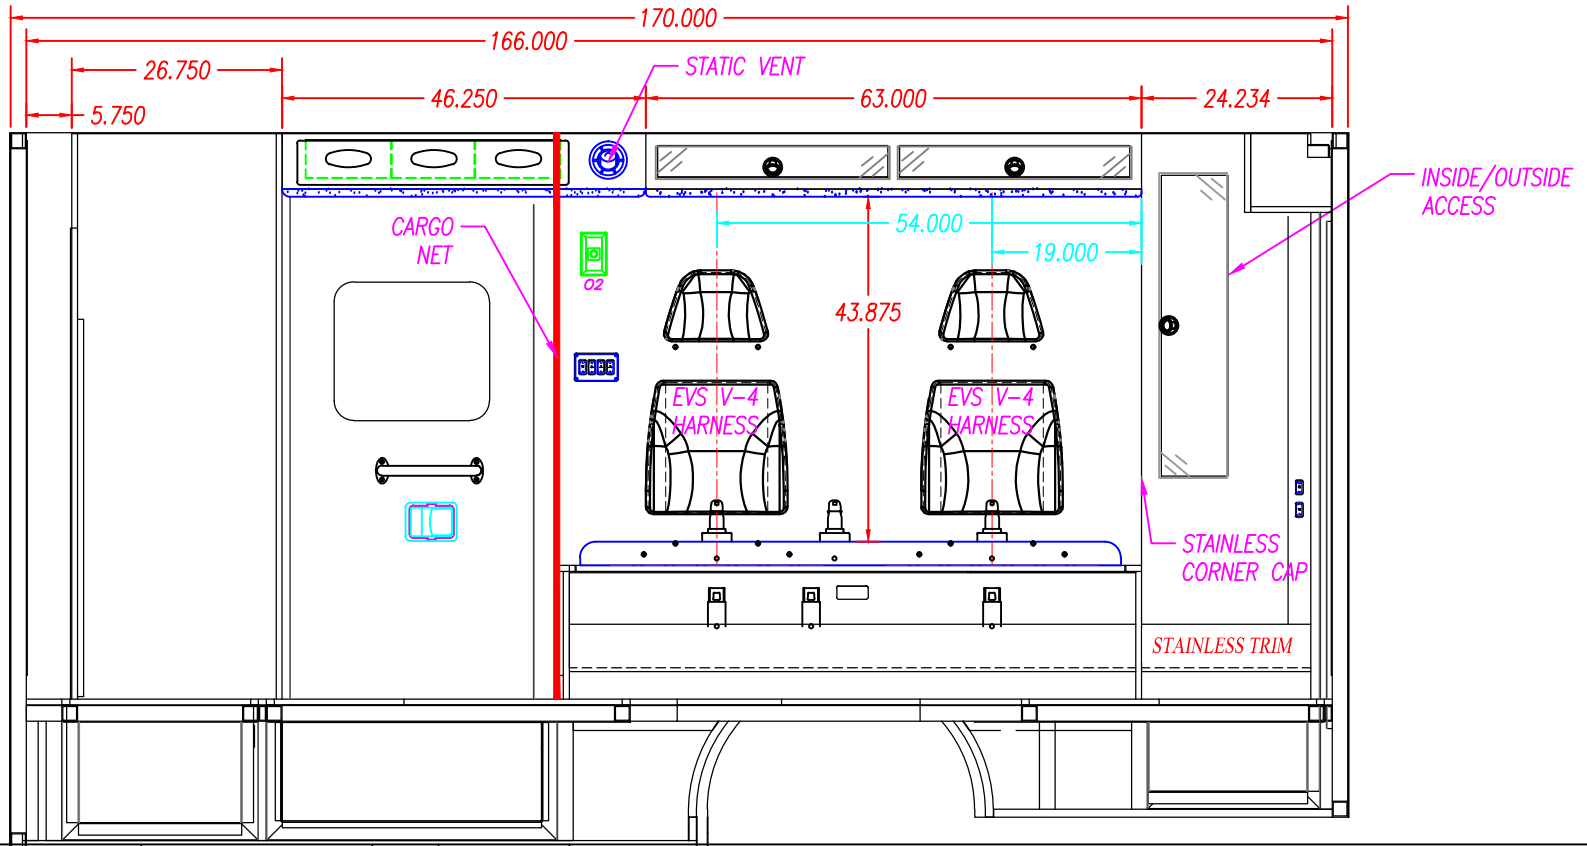 170.000
166.000
26.750
STATIC VENT
46.250
63.000
24.234
5.750
INSIDE/OUTSIDE
ACCESS
CARGO
NET
54.000
19.000
O2
43.875
EVS V-4
HARNESS
EVS V-4
HARNESS
STAINLESS
CORNER CAP
STAINLESS TRIM